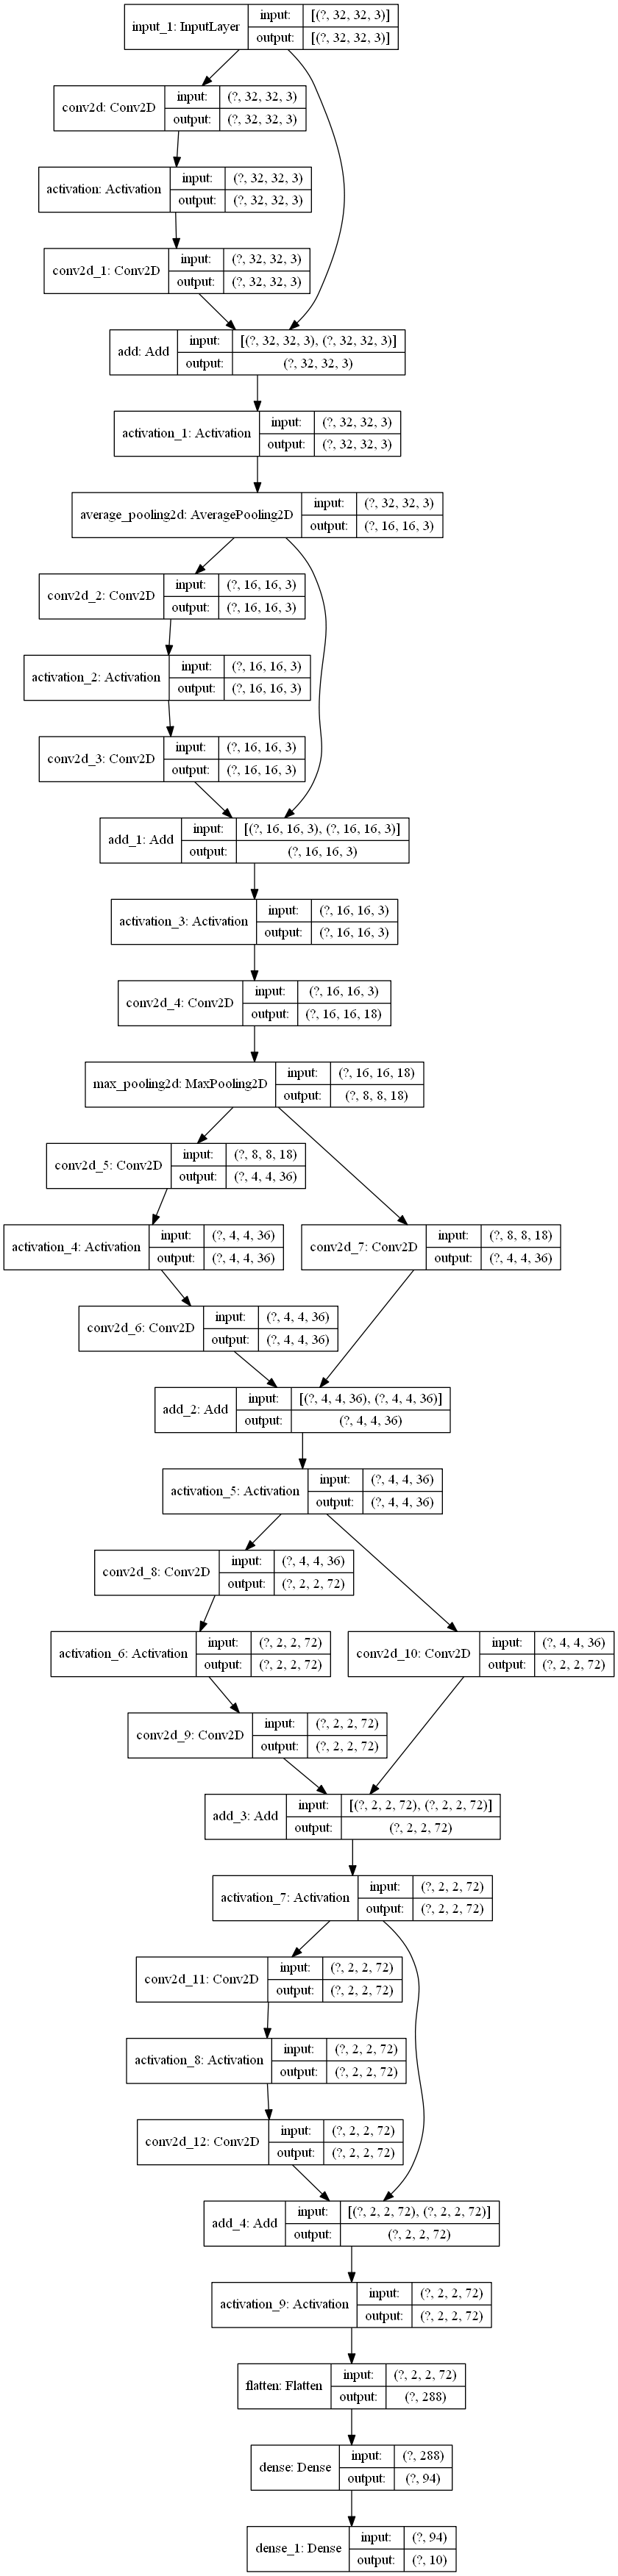 input_1: InputLayer
input: [(?, 32, 32, 3)]
output: [(?, 32, 32, 3)]
conv2d: Conv2D
input: (?, 32, 32, 3)
output: (?, 32, 32, 3)
activation: Activation
input: (?, 32, 32, 3)
output: (?, 32, 32, 3)
conv2d_1: Conv2D
input: (?, 32, 32, 3)
output: (?, 32, 32, 3)
add: Add
input: [(?, 32, 32, 3), (?, 32, 32, 3)]
output: (?, 32, 32, 3)
activation_1: Activation
input: (?, 32, 32, 3)
output: (?, 32, 32, 3)
average_pooling2d: AveragePooling2D
input: (?, 32, 32, 3)
output: (?, 16, 16, 3)
conv2d_2: Conv2D
input: (?, 16, 16, 3)
output: (?, 16, 16, 3)
activation_2: Activation
input: (?, 16, 16, 3)
output: (?, 16, 16, 3)
conv2d_3: Conv2D
input: (?, 16, 16, 3)
output: (?, 16, 16, 3)
add_1: Add
input: [(?, 16, 16, 3), (?, 16, 16, 3)]
output: (?, 16, 16, 3)
activation_3: Activation
input: (?, 16, 16, 3)
output: (?, 16, 16, 3)
conv2d_4: Conv2D
input: (?, 16, 16, 3)
output: (?, 16, 16, 18)
max_pooling2d: MaxPooling2D
input: (?, 16, 16, 18)
output: (?, 8, 8, 18)
conv2d_5: Conv2D
input: (?, 8, 8, 18)
output: (?, 4, 4, 36)
activation_4: Activation
input: (?, 4, 4, 36)
output: (?, 4, 4, 36)
conv2d_7: Conv2D
input: (?, 8, 8, 18)
output: (?, 4, 4, 36)
conv2d_6: Conv2D
input: (?, 4, 4, 36)
output: (?, 4, 4, 36)
add_2: Add
input: [(?, 4, 4, 36), (?, 4, 4, 36)]
output: (?, 4, 4, 36)
activation_5: Activation
input: (?, 4, 4, 36)
output: (?, 4, 4, 36)
conv2d_8: Conv2D
input: (?, 4, 4, 36)
output: (?, 2, 2, 72)
activation_6: Activation
input: (?, 2, 2, 72)
output: (?, 2, 2, 72)
conv2d_10: Conv2D
input: (?, 4, 4, 36)
output: (?, 2, 2, 72)
conv2d_9: Conv2D
input: (?, 2, 2, 72)
output: (?, 2, 2, 72)
add_3: Add
input: [(?, 2, 2, 72), (?, 2, 2, 72)]
output: (?, 2, 2, 72)
activation_7: Activation
input: (?, 2, 2, 72)
output: (?, 2, 2, 72)
conv2d_11: Conv2D
input: (?, 2, 2, 72)
output: (?, 2, 2, 72)
activation_8: Activation
input: (?, 2, 2, 72)
output: (?, 2, 2, 72)
conv2d_12: Conv2D
input: (?, 2, 2, 72)
output: (?, 2, 2, 72)
add_4: Add
input: [(?, 2, 2, 72), (?, 2, 2, 72)]
output: (?, 2, 2, 72)
activation_9: Activation
input: (?, 2, 2, 72)
output: (?, 2, 2, 72)
flatten: Flatten
input: (?, 2, 2, 72)
output: (?, 288)
dense: Dense
input: (?, 288)
output: (?, 94)
dense_1: Dense
input: (?, 94)
output: (?, 10)